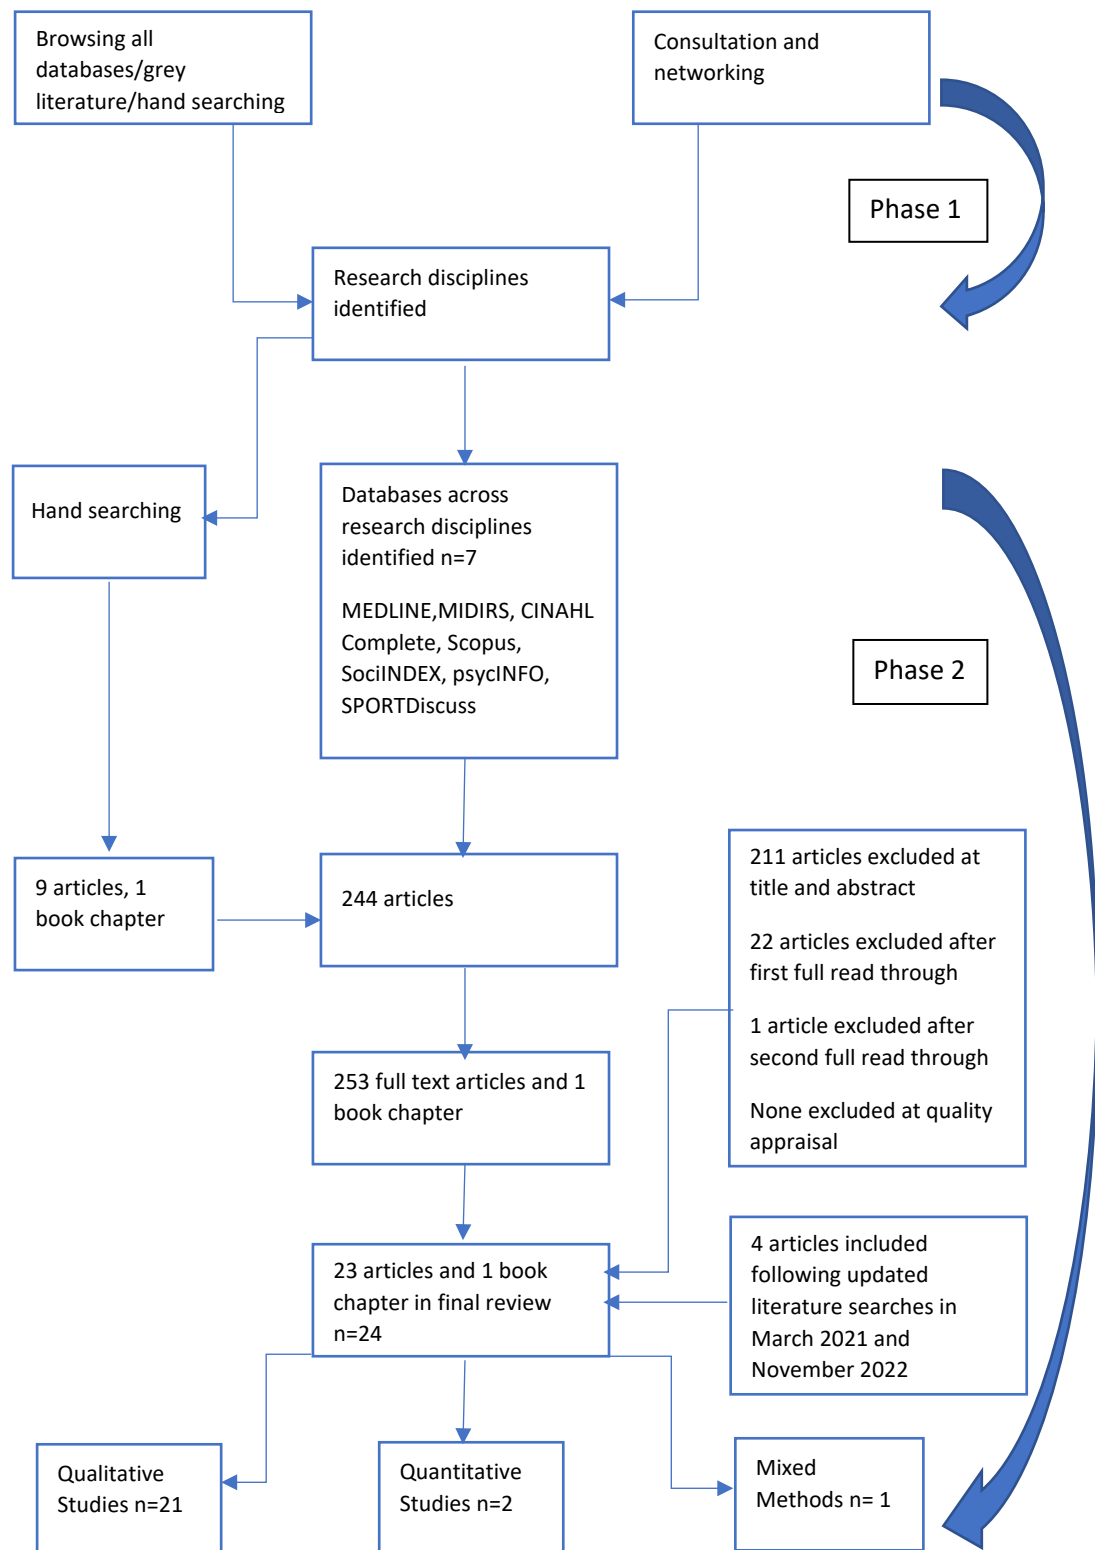 Browsing all
databases/grey
literature/hand searching
Consultation and
networking
Phase 1
Research disciplines
identified
Hand searching
Databases across
research disciplines
identified n=7
MEDLINE,MIDIRS, CINAHL
Complete, Scopus,
SociINDEX, psycINFO,
SPORTDiscuss
Phase 2
9 articles, 1
book chapter
244 articles
211 articles excluded at
title and abstract
22 articles excluded after
first full read through
1 article excluded after
second full read through
None excluded at quality
appraisal
253 full text articles and 1
book chapter
23 articles and 1 book
chapter in final review
n=24
4 articles included
following updated
literature searches in
March 2021 and
November 2022
Qualitative
Studies n=21
Quantitative
Studies n=2
Mixed
Methods n= 1